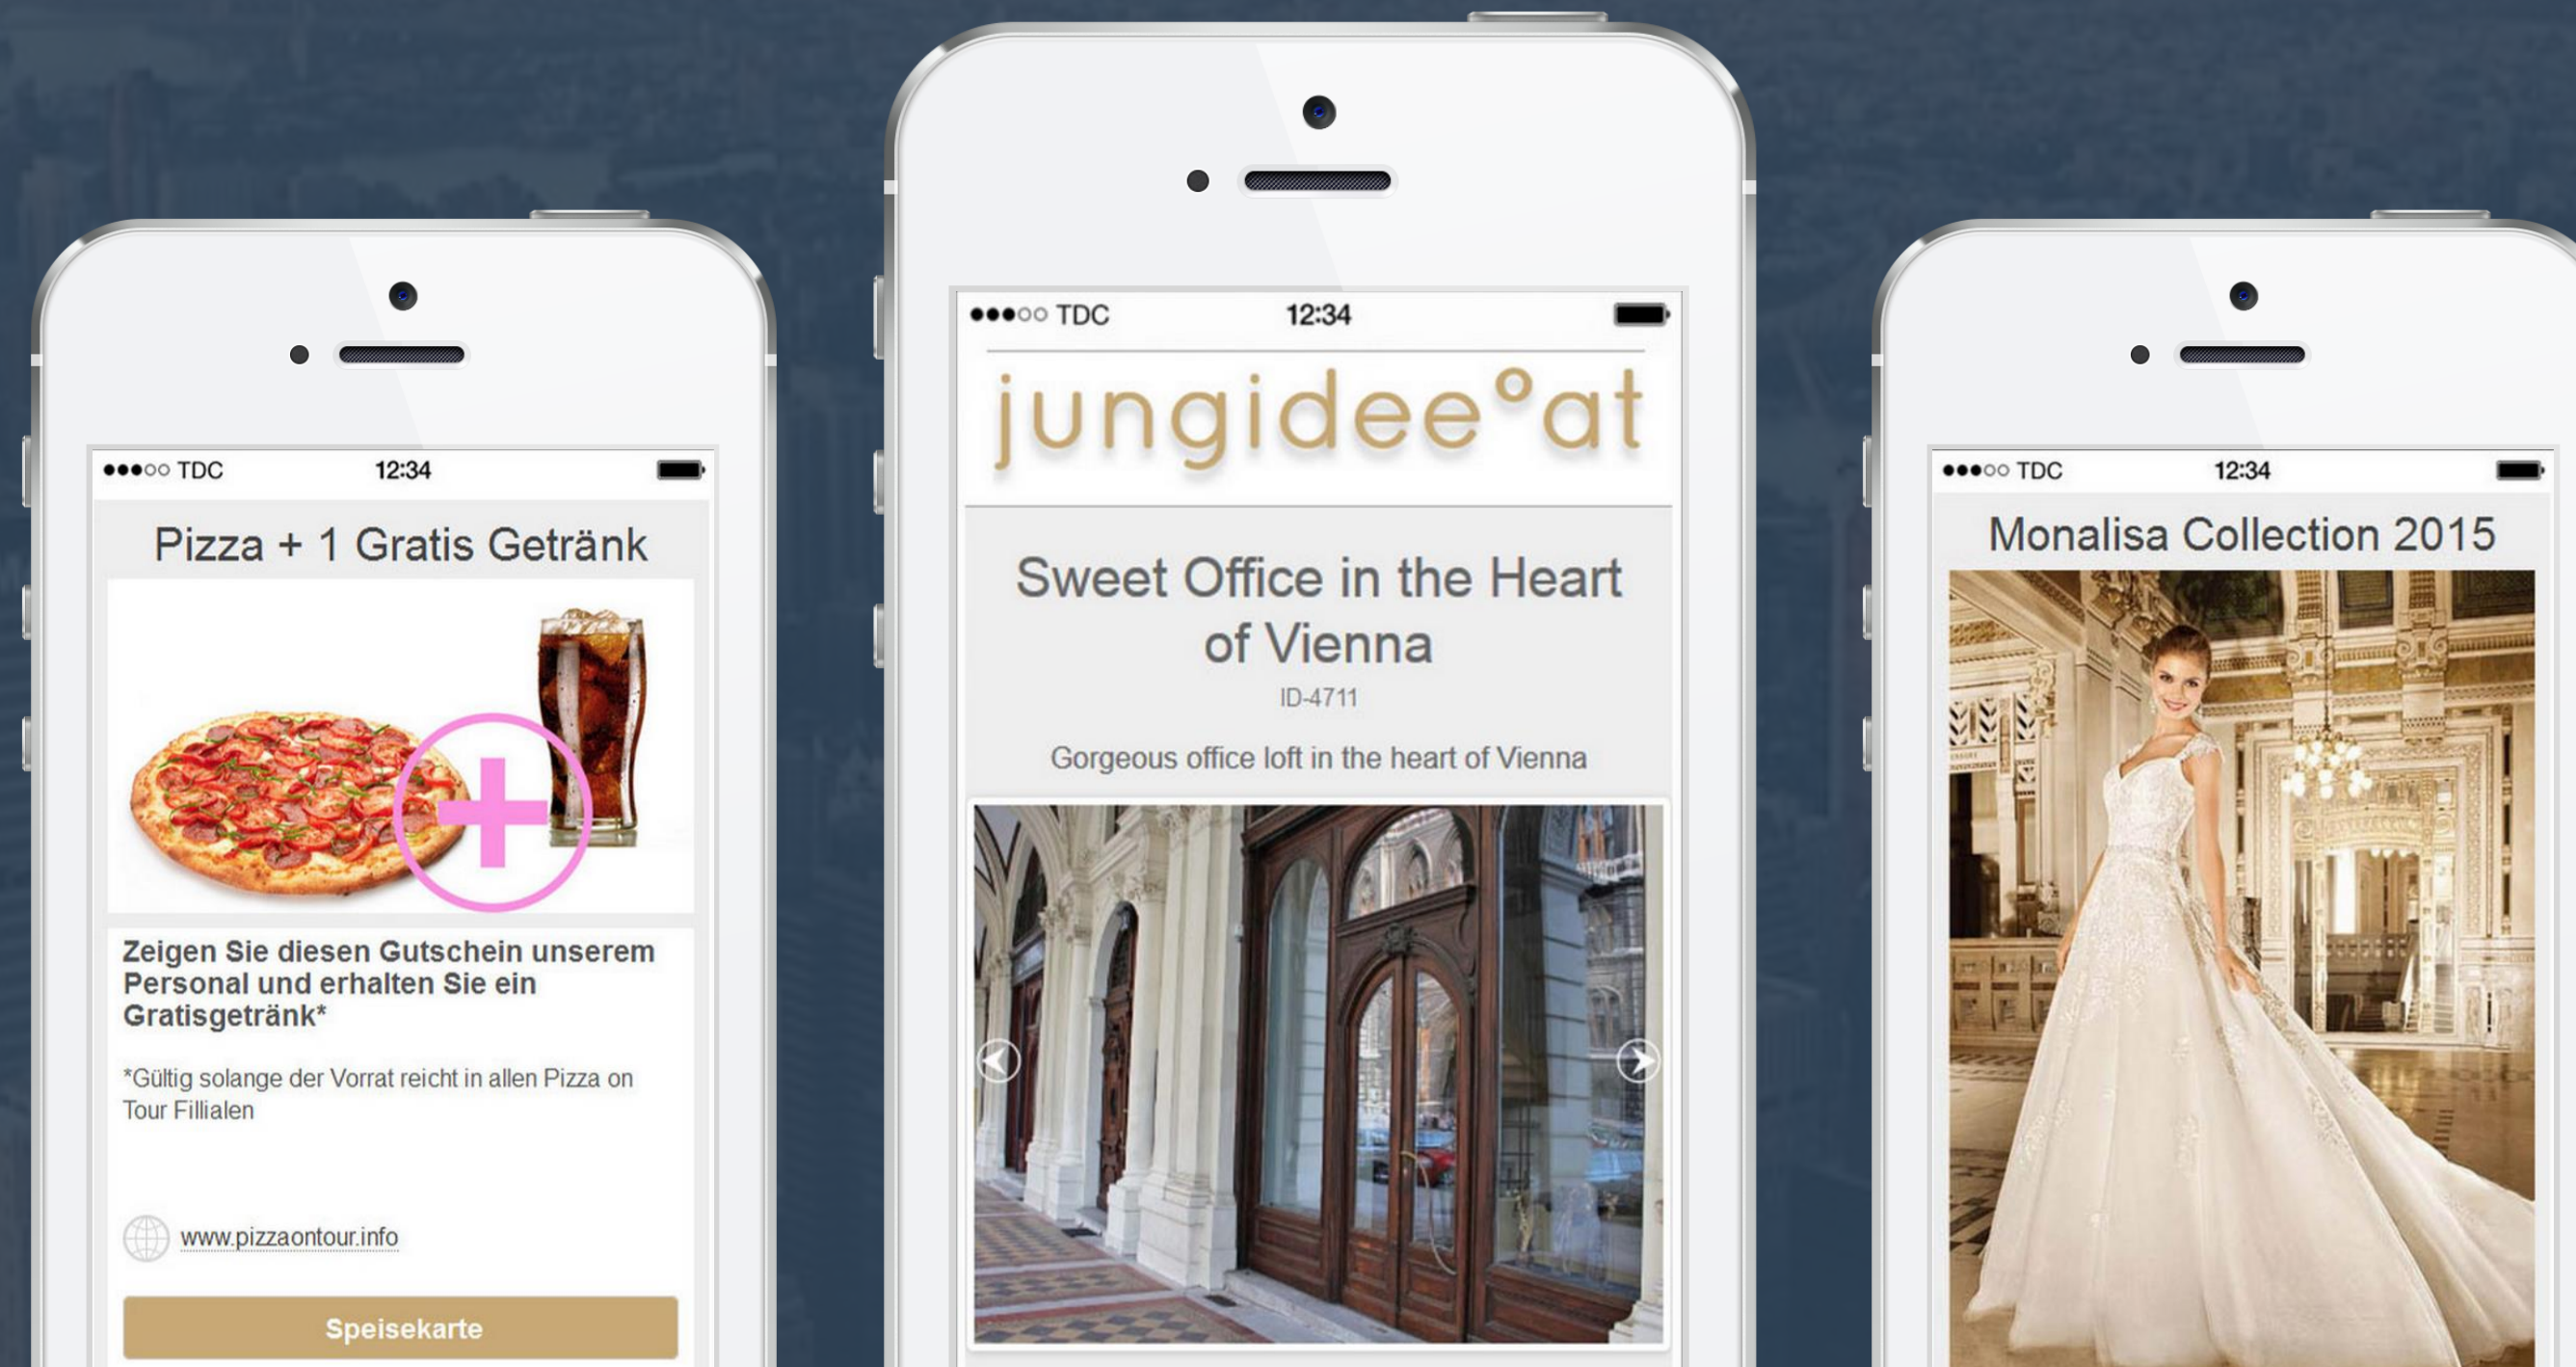 TDC 12:34
Pizza + 1 Gratis Getränk
Zeigen Sie diesen Gutschein unserem
Personal und erhalten Sie ein
Gratisgetränk*
*Gültig solange der Vorrat reicht in allen Pizza on
Tour Fillialen
www.pizzaontour.info
Speisekarte
TDC 12:34
jungidee°at
Sweet Office in the Heart
of Vienna
ID-4711
Gorgeous office loft in the heart of Vienna
TDC 12:34
Monalisa Collection 2015